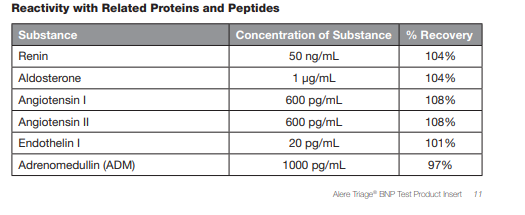 Reactivity with Related Proteins and Peptides
Substance Concentration of Substance % Recovery
Renin 50 ng/mL 104%
Aldosterone 1 µg/mL 104%
Angiotensin I 600 pg/mL 108%
Angiotensin II 600 pg/mL 108%
Endothelin I 20 pg/mL 101%
Adrenomedullin (ADM) 1000 pg/mL 97%
Alere Triage® BNP Test Product Insert 11